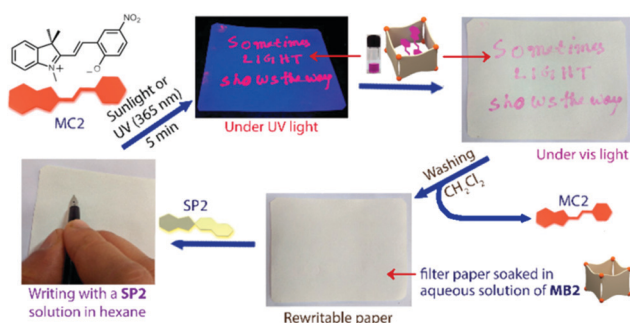 NO₂
N⁺
⁻O
MC2
Sunlight or
UV (365 nm)
5 min
Sometimes
LIGHT
shows the way
Under UV light
Sometimes
LIGHT
shows the way
Under vis light
Washing
CH₂Cl₂
MC2
SP2
Writing with a SP2
solution in hexane
Rewritable paper
filter paper soaked in
aqueous solution of MB2